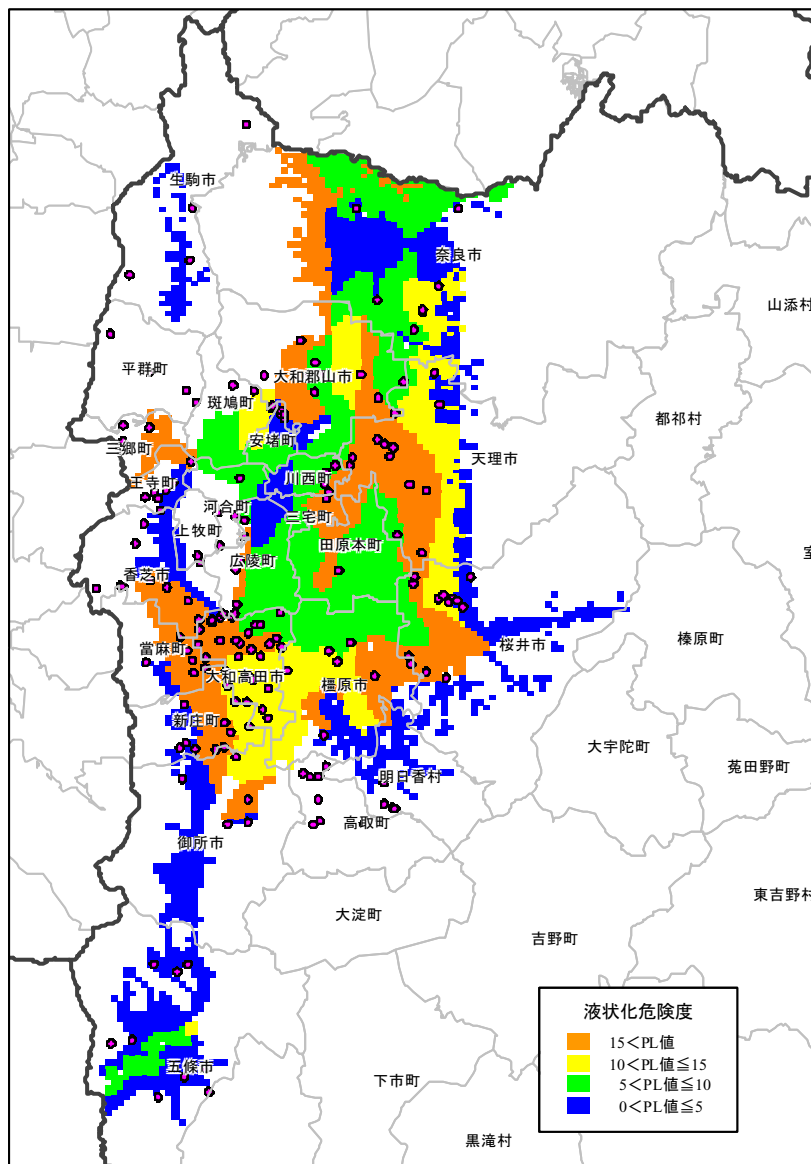 生駒市
奈良市
山添村
平群町
大和郡山市
斑鳩町
都祁村
安堵町
三郷町
天理市
川西町
王寺町
河合町
三宅町
上牧町
田原本町
広陵町
室
香芝市
桜井市
榛原町
當麻町
大和高田市
橿原市
新庄町
大宇陀町
菟田野町
明日香村
高取町
御所市
東吉野村
大淀町
吉野町
液状化危険度
15<PL値
10<PL値≦15
5<PL値≦10
0<PL値≦5
五條市
下市町
黒滝村